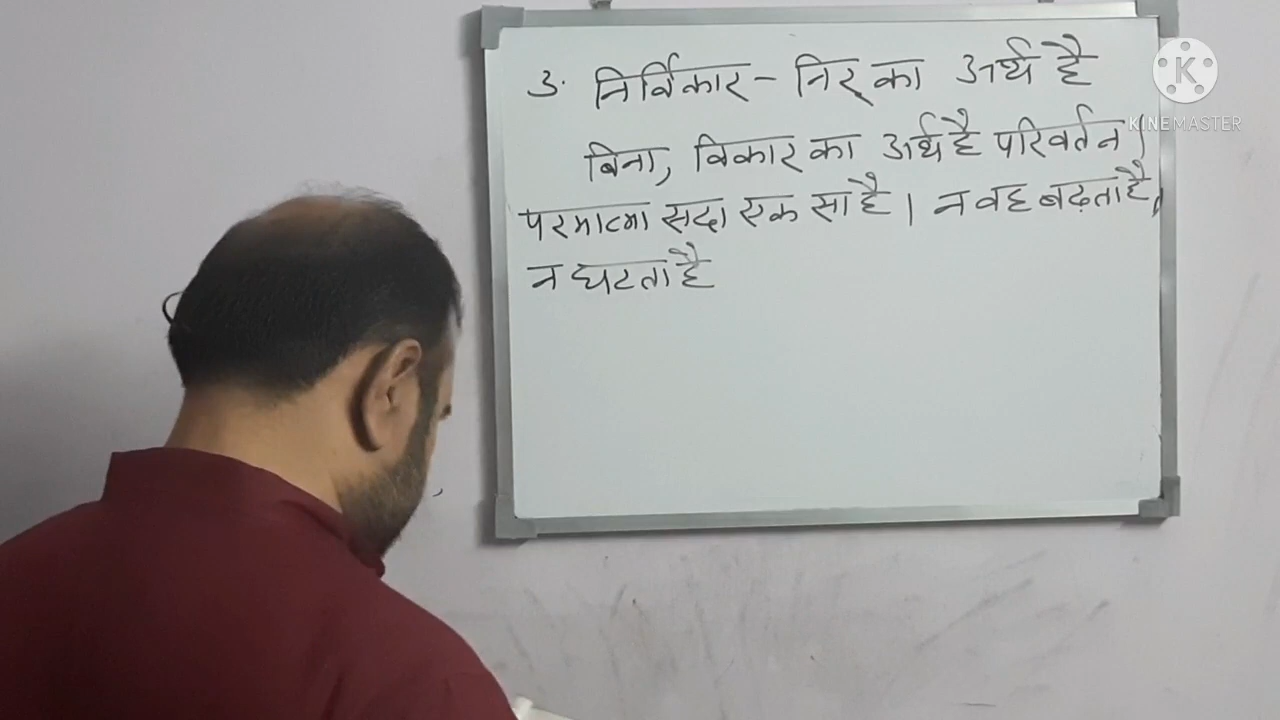 3. निर्विकार - निर् का अर्थ है
बिना, विकार का अर्थ है परिवर्तन।
परमात्मा सदा एक सा है। न वह बढ़ता है,
न घटता है
K
KINEMASTER